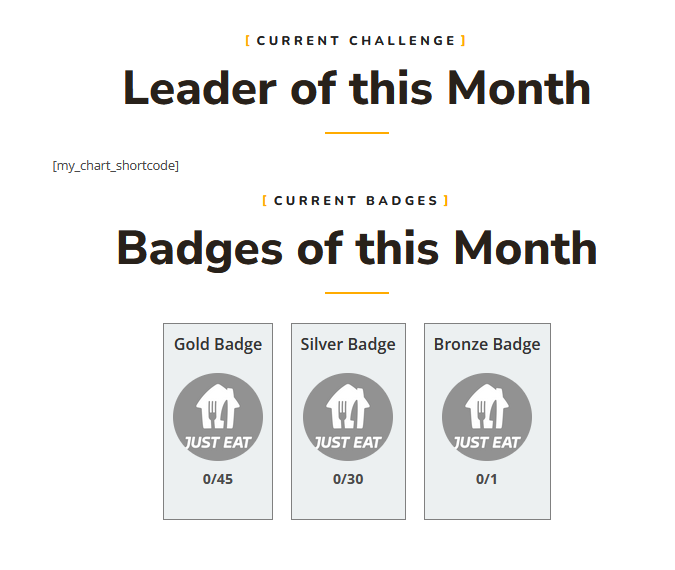 [ CURRENT CHALLENGE ]
Leader of this Month
[my_chart_shortcode]
[ CURRENT BADGES ]
Badges of this Month
Gold Badge
JUST EAT
0/45
Silver Badge
JUST EAT
0/30
Bronze Badge
JUST EAT
0/1